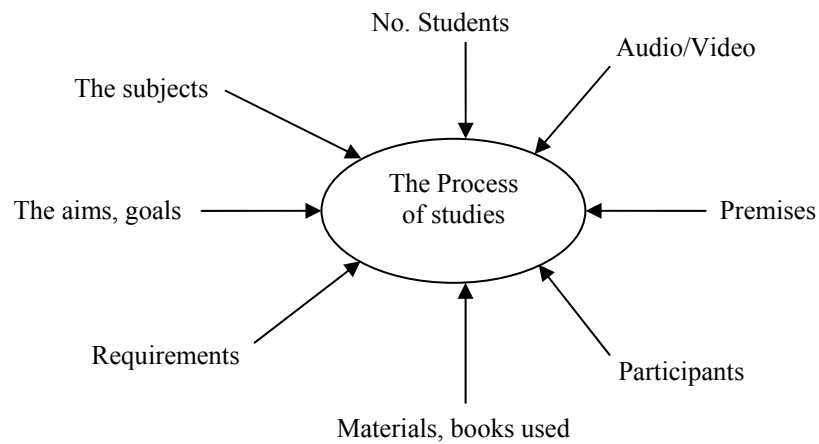 No. Students
Audio/Video
The subjects
The Process
of studies
The aims, goals
Premises
Requirements
Participants
Materials, books used